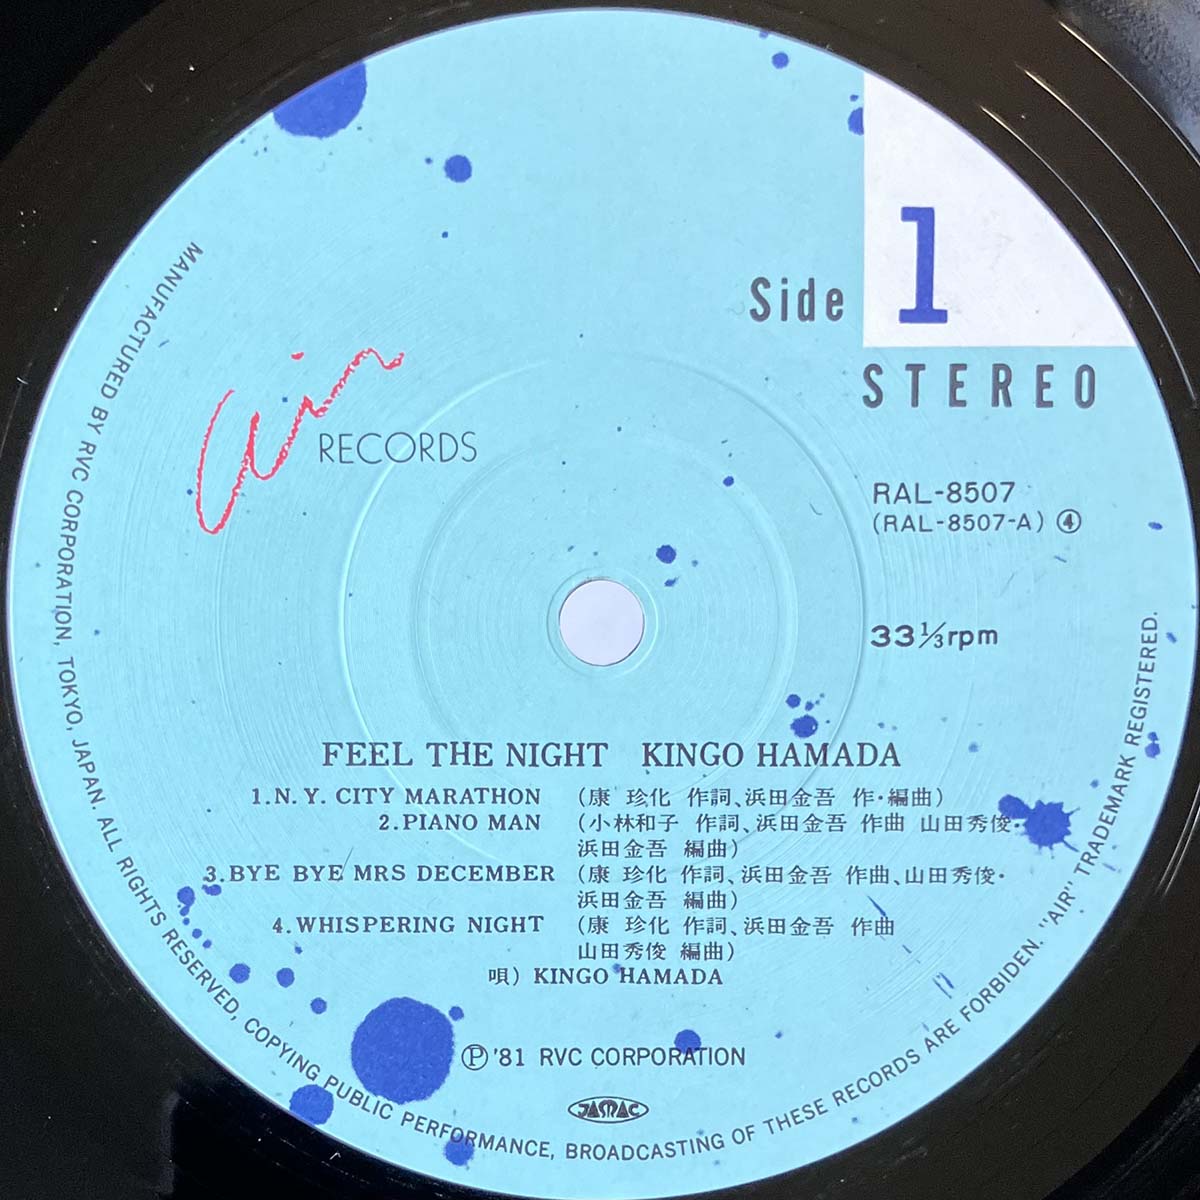 Side 1
STEREO
Air RECORDS
RAL-8507
(RAL-8507-A) ④
33⅓rpm
FEEL THE NIGHT KINGO HAMADA
1.N.Y. CITY MARATHON (康 珍化 作詞、浜田金吾 作・編曲)
2.PIANO MAN (小林和子 作詞、浜田金吾 作曲 山田秀俊・
浜田金吾 編曲)
3.BYE BYE MRS DECEMBER (康 珍化 作詞、浜田金吾 作曲、山田秀俊・
浜田金吾 編曲)
4.WHISPERING NIGHT (康 珍化 作詞、浜田金吾 作曲
山田秀俊 編曲)
唄) KINGO HAMADA
Ⓟ'81 RVC CORPORATION
JASRAC
MANUFACTURED BY RVC CORPORATION, TOKYO, JAPAN. ALL RIGHTS RESERVED, COPYING PUBLIC PERFORMANCE, BROADCASTING OF THESE RECORDS ARE FORBIDDEN. "AIR" TRADEMARK REGISTERED.